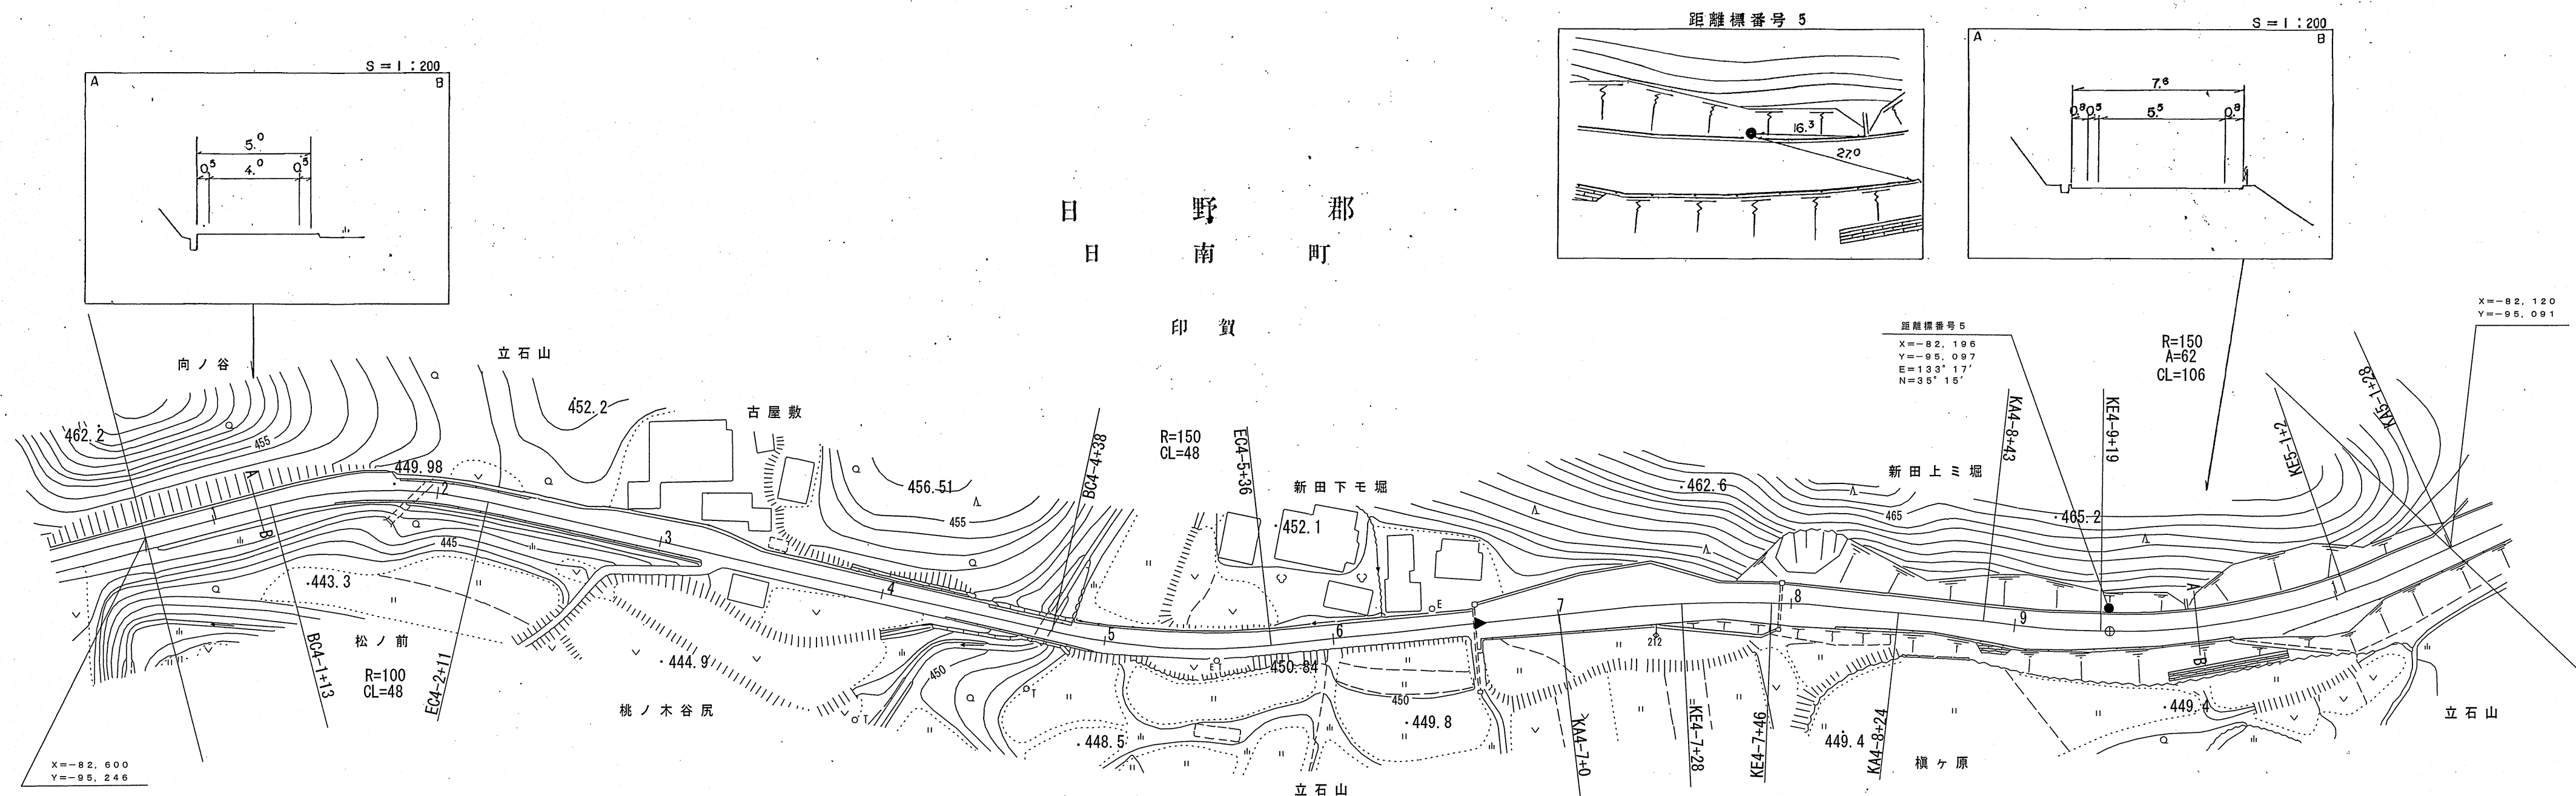 S=1:200
A
B
5.0
0.5
4.0
0.5
距離標番号 5
16.3
27.0
S=1:200
A
B
7.6
0.8
0.5
5.5
0.8
日 野 郡
日 南 町
印 賀
X=-82, 120
Y=-95, 091
距離標番号5
X=-82, 196
Y=-95, 097
E=133°17′
N=35°15′
R=150
A=62
CL=106
向ノ谷
立石山
452.2
古屋敷
462.2
455
449.98
456.51
455
BC4-4+38
R=150
CL=48
EC4-5+36
新田下モ堀
452.1
462.6
新田上ミ堀
465
465.2
KA4-8+43
KE4-9+19
KE5-1+2
KA5-1+28
A
B
1
2
3
4
5
6
7
8
9
A
B
E
E
T
T
T
212
445
443.3
松ノ前
BC4-1+13
R=100
CL=48
EC4-2+11
444.9
桃ノ木谷尻
450
450.84
450
448.5
449.8
立石山
KA4-7+0
KE4-7+28
KE4-7+46
KA4-8+24
449.4
槇ヶ原
449.4
立石山
X=-82, 600
Y=-95, 246